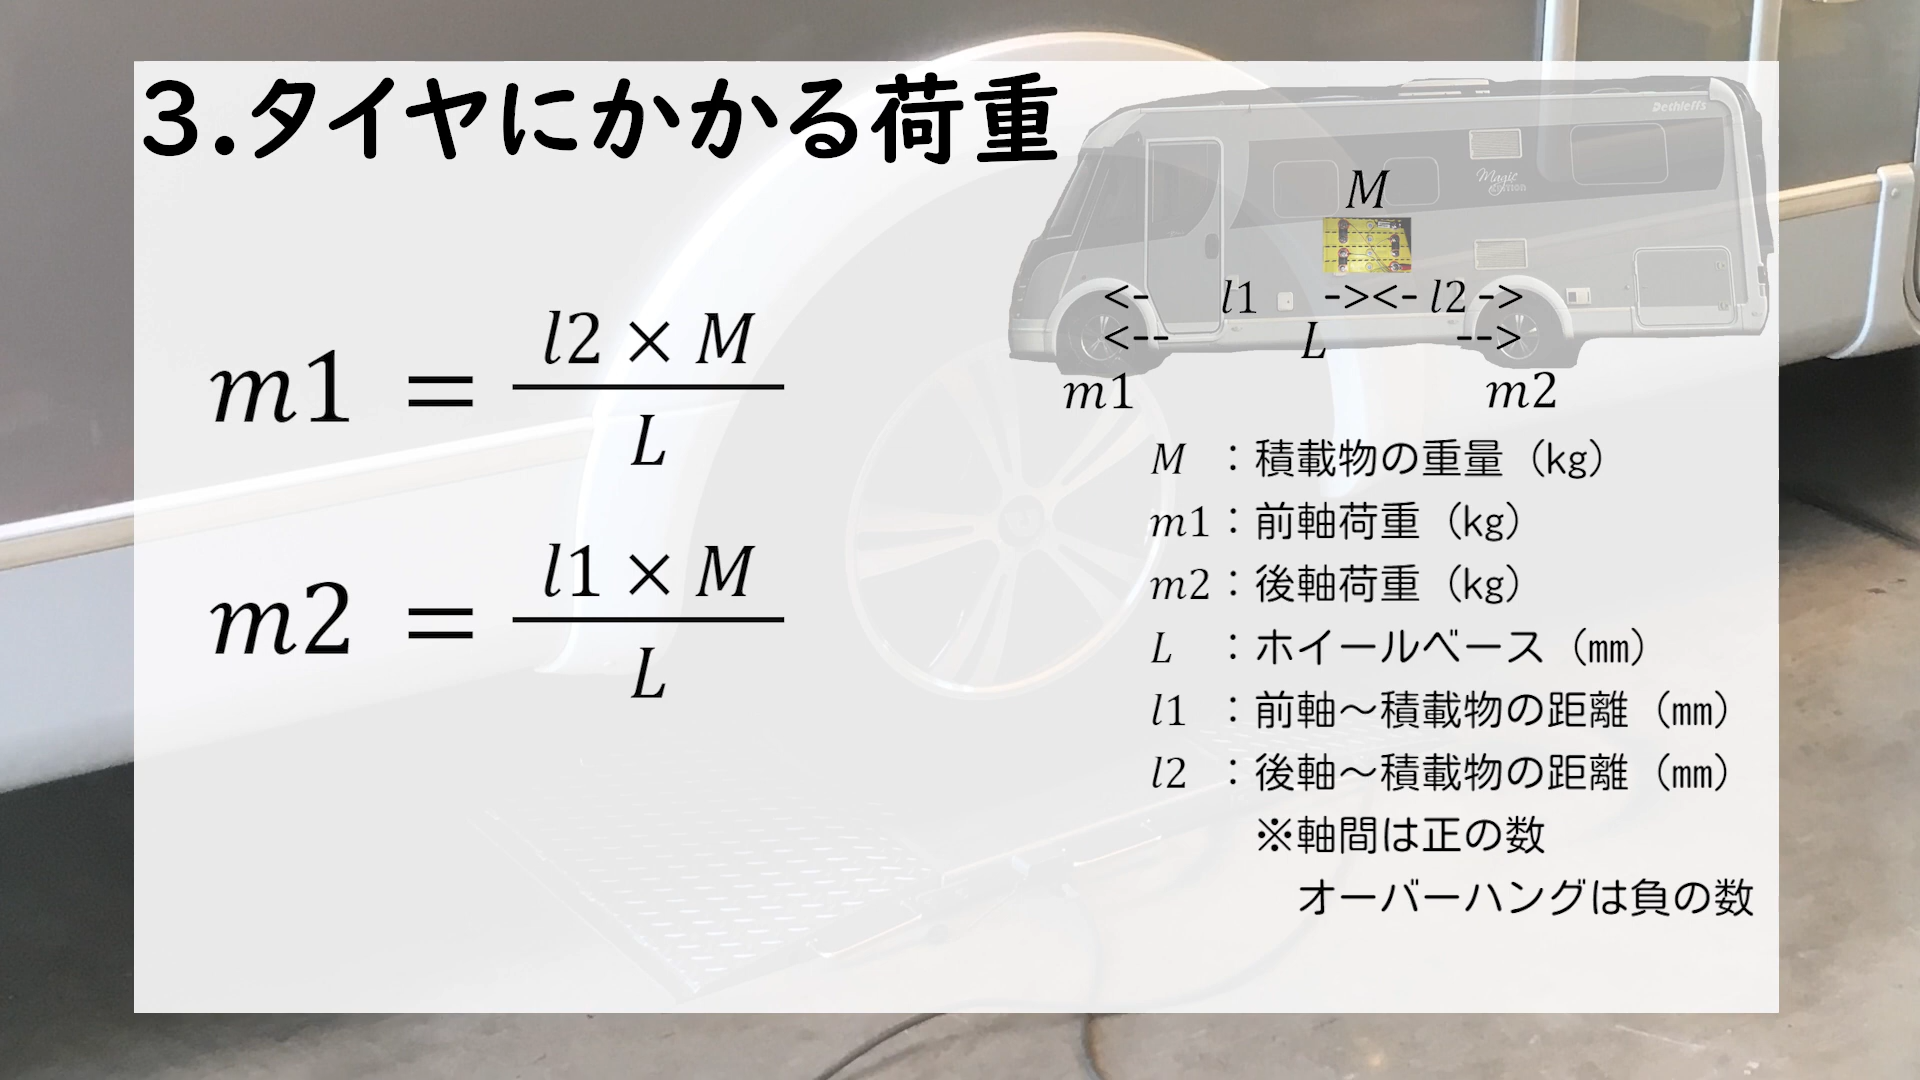 3.タイヤにかかる荷重
Dethleffs
Magic
Edition
M
<- l1 -><- l2 ->
<-- L -->
m1 m2
m1 = l2 × M / L
m2 = l1 × M / L
M ：積載物の重量（kg）
m1：前軸荷重（kg）
m2：後軸荷重（kg）
L ：ホイールベース（㎜）
l1 ：前軸～積載物の距離（㎜）
l2 ：後軸～積載物の距離（㎜）
※軸間は正の数
オーバーハングは負の数